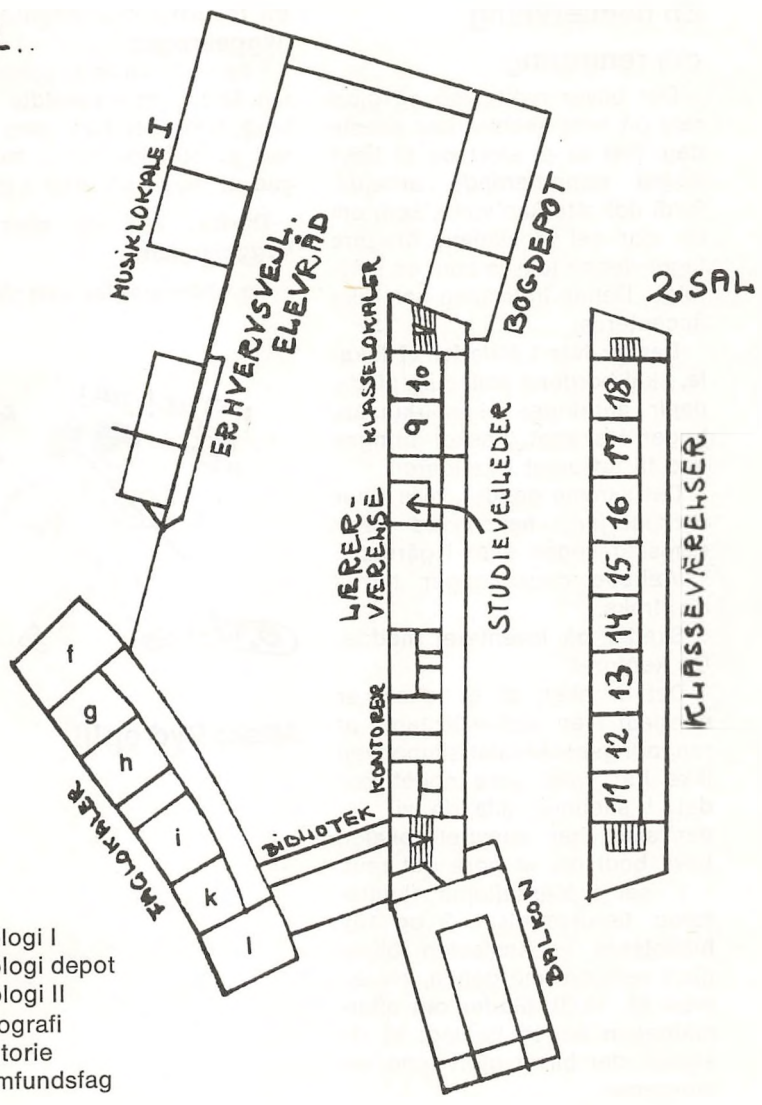 MUSIKLOKALE I
ERHVERVSVEJL.
ELEVRÅD
BOGDEPOT
KLASSELOKALER
10
9
LÆRER-
VÆRELSE
STUDIEVEJLEDER
KONTORER
BIBLIOTEK
BALKON
FAGLOKALER
f
g
h
i
k
l
2 SAL
18
17
16
15
14
13
12
11
KLASSEVÆRELSER
logi I
logi depot
logi II
ografi
torie
mfundsfag